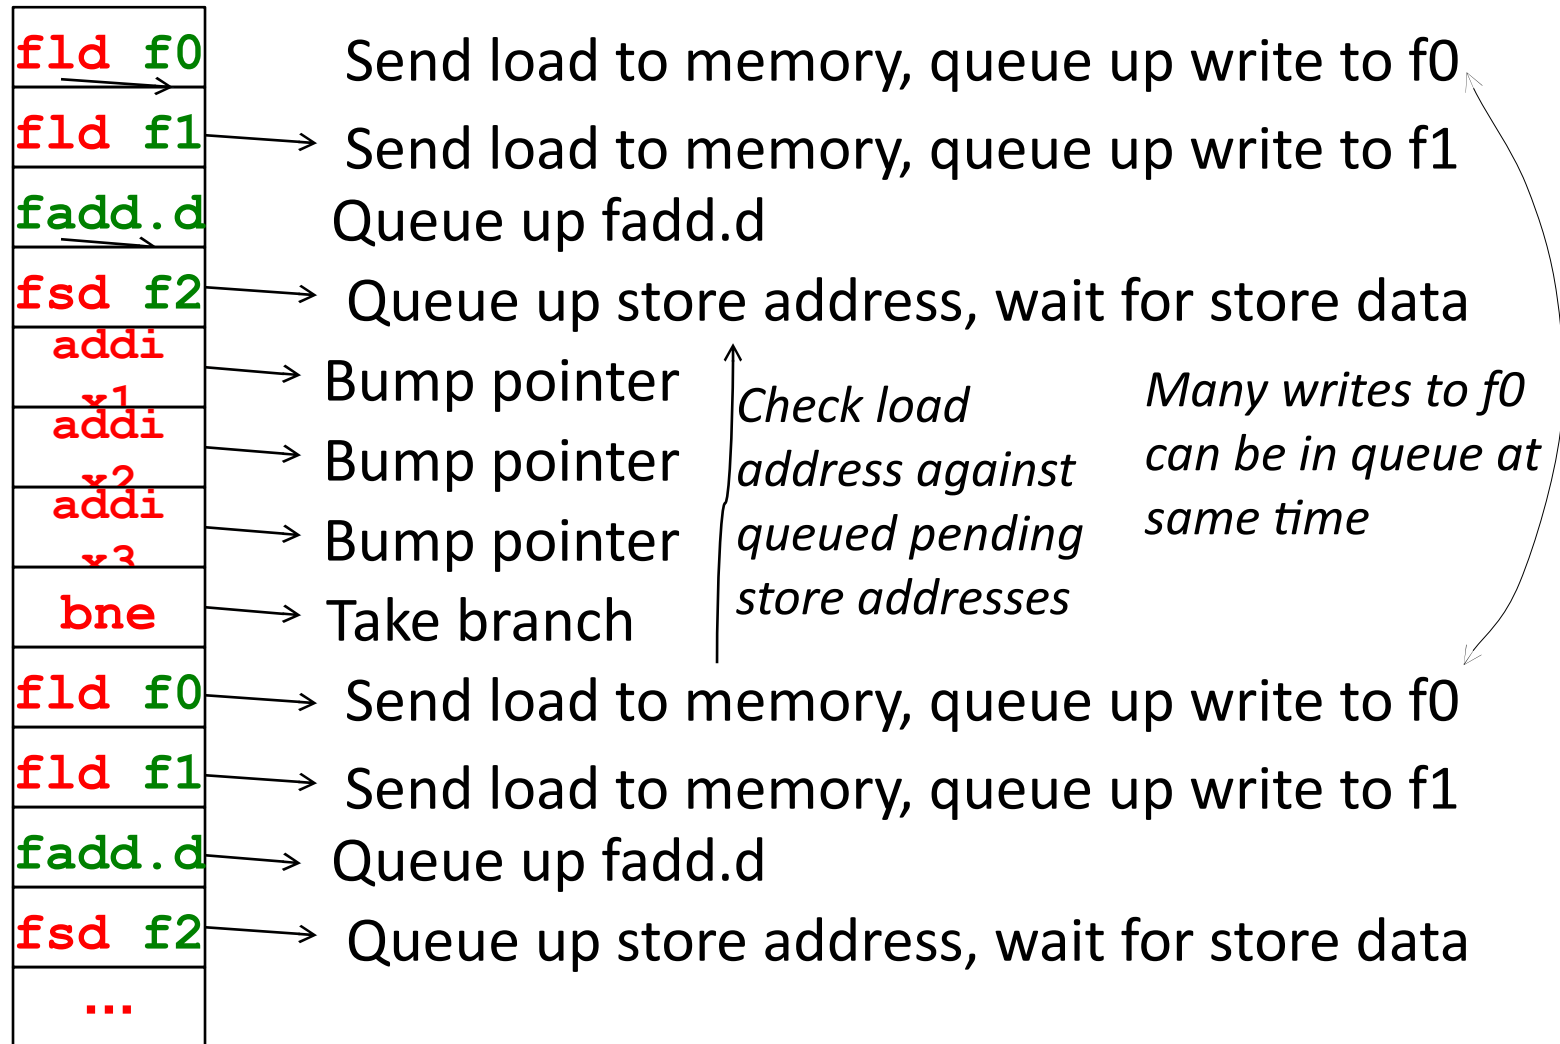 fld f0 Send load to memory, queue up write to f0
fld f1 Send load to memory, queue up write to f1
fadd.d Queue up fadd.d
fsd f2 Queue up store address, wait for store data
addi
x1
Bump pointer
addi
x2
Bump pointer
addi
x3
Bump pointer
Check load
address against
queued pending
store addresses
Many writes to f0
can be in queue at
same time
bne Take branch
fld f0 Send load to memory, queue up write to f0
fld f1 Send load to memory, queue up write to f1
fadd.d Queue up fadd.d
fsd f2 Queue up store address, wait for store data
...